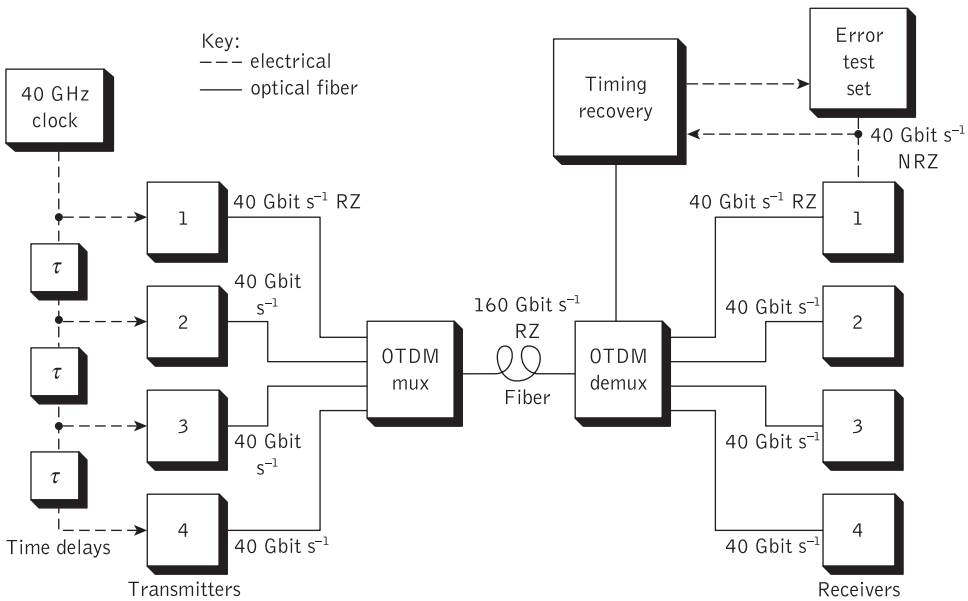 Key:
electrical
optical fiber
40 GHz
clock
τ
τ
τ
Time delays
1
2
3
4
Transmitters
40 Gbit s⁻¹ RZ
40 Gbit
s⁻¹
40 Gbit
s⁻¹
40 Gbit s⁻¹
OTDM
mux
160 Gbit s⁻¹
RZ
Fiber
OTDM
demux
Timing
recovery
Error
test
set
40 Gbit s⁻¹
NRZ
40 Gbit s⁻¹ RZ
40 Gbit s⁻¹
40 Gbit s⁻¹
40 Gbit s⁻¹
1
2
3
4
Receivers